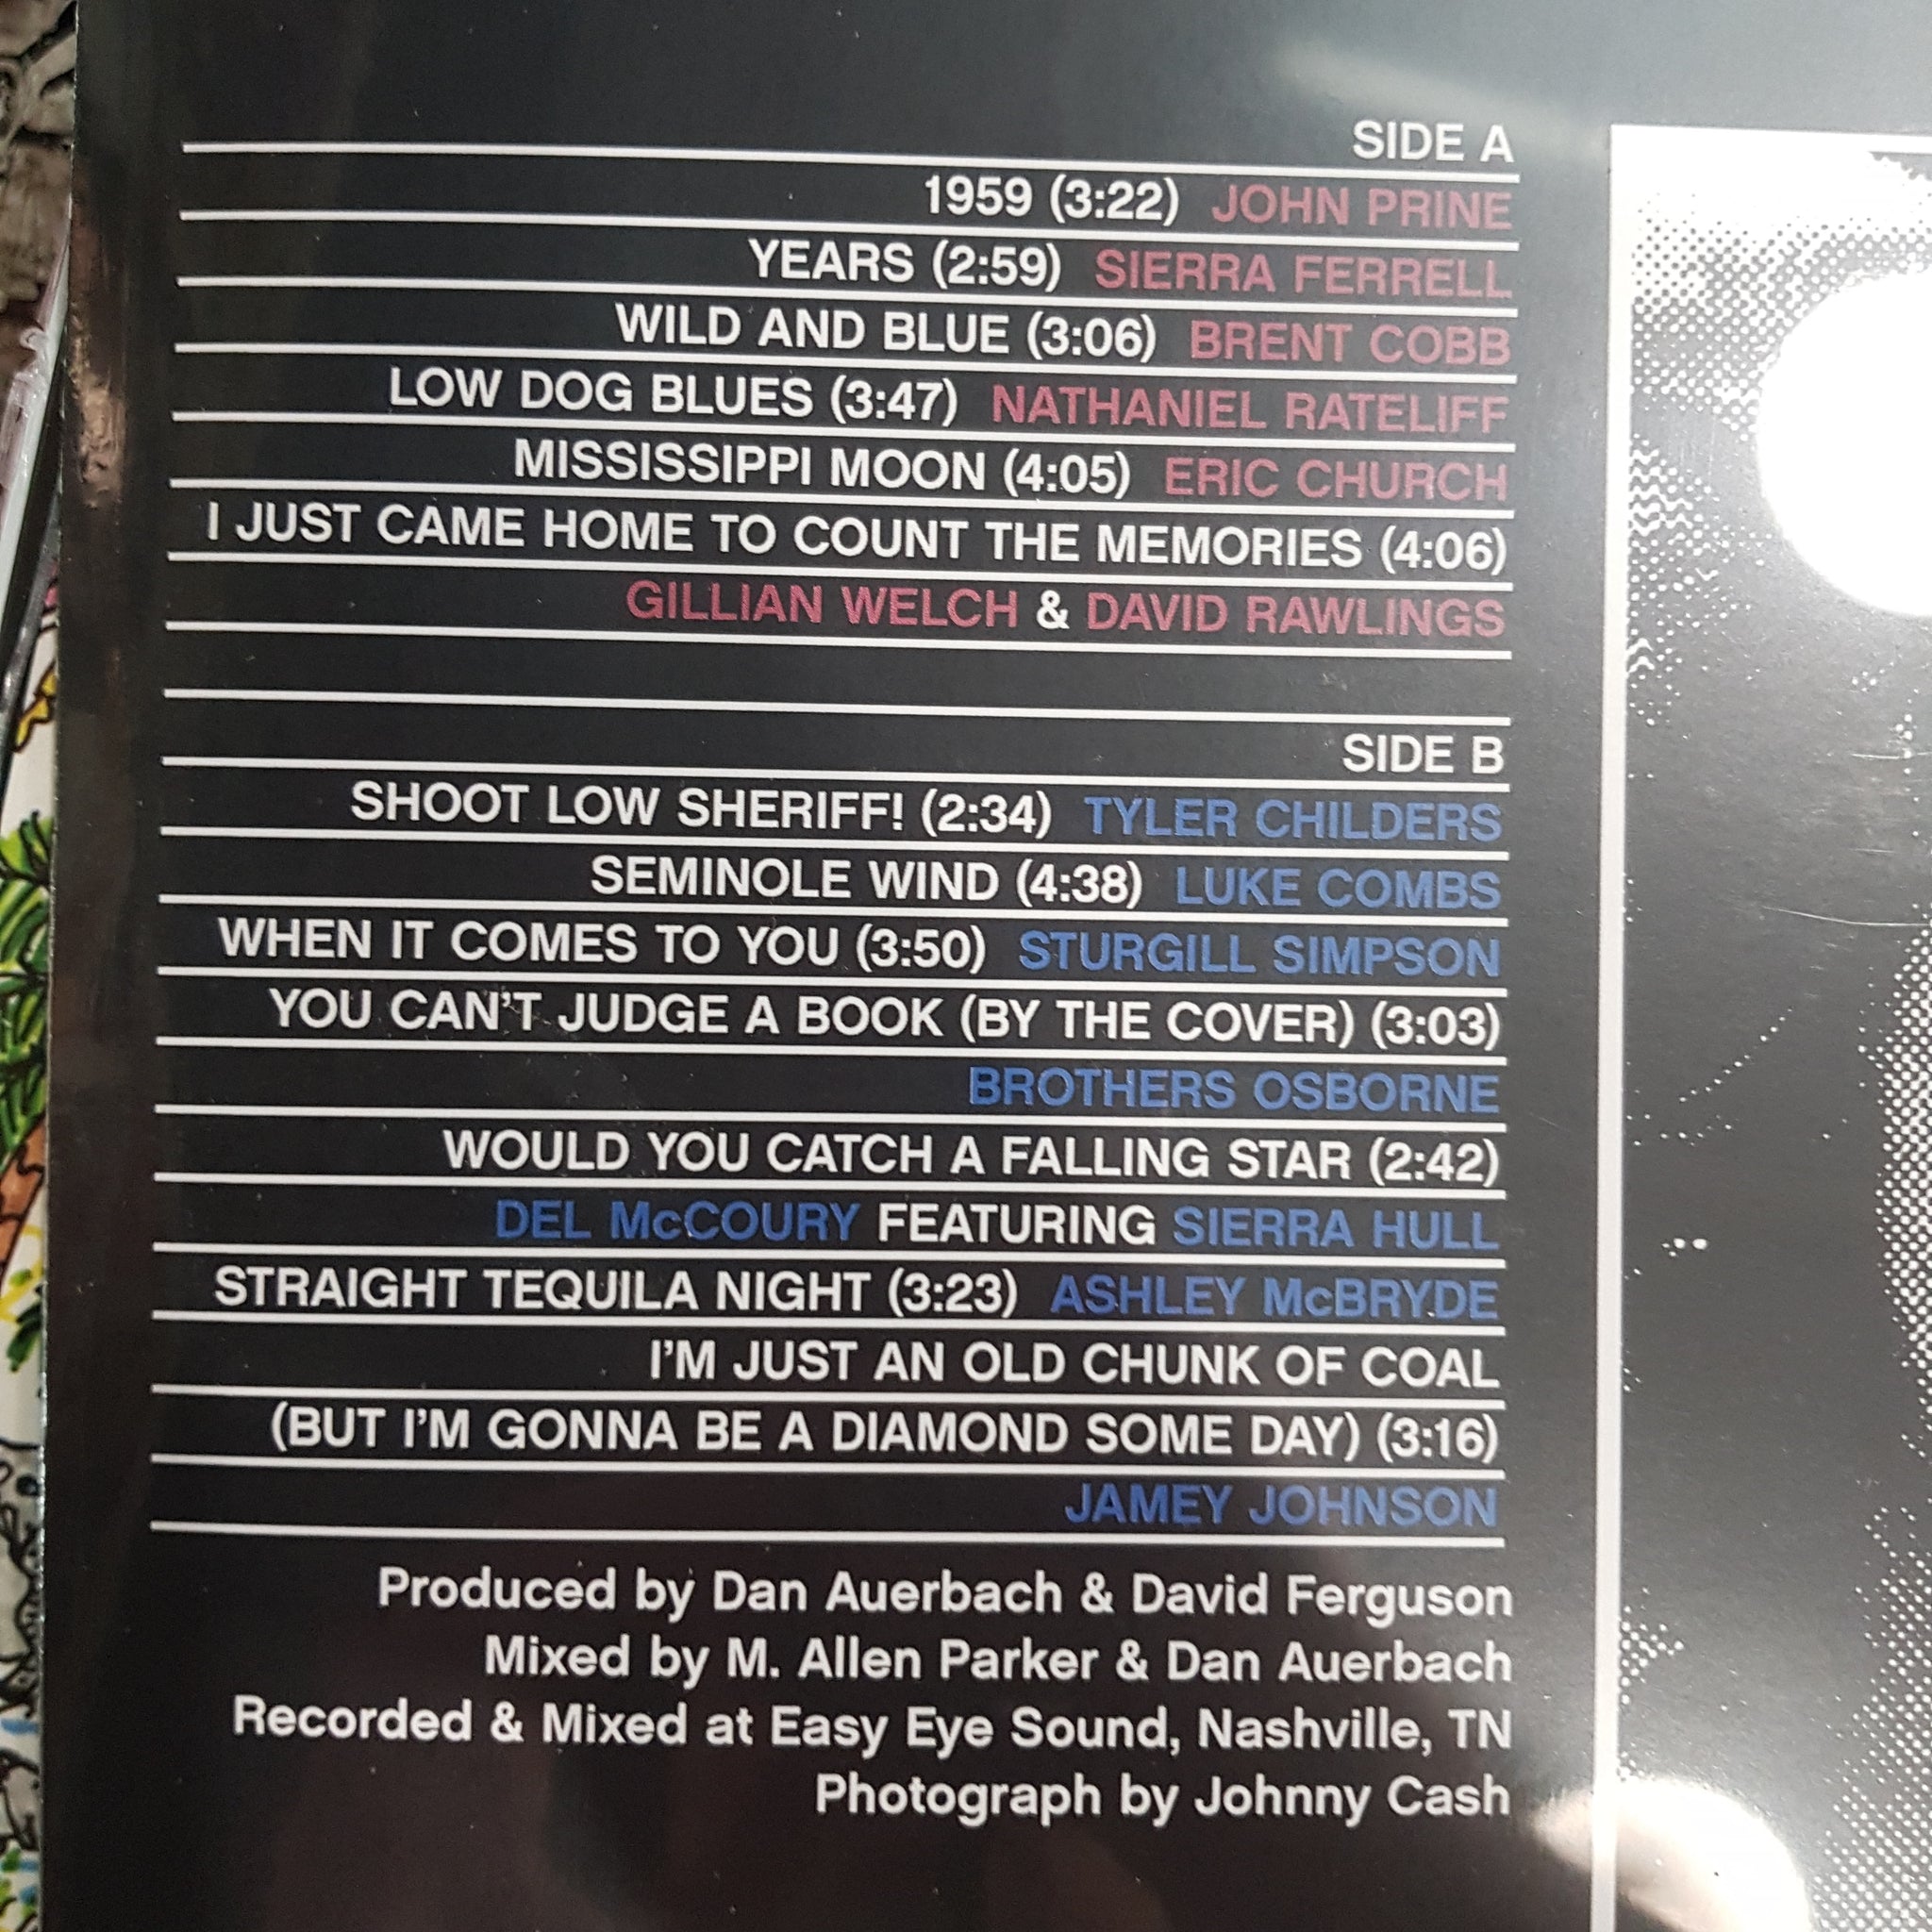 SIDE A
1959 (3:22) JOHN PRINE
YEARS (2:59) SIERRA FERRELL
WILD AND BLUE (3:06) BRENT COBB
LOW DOG BLUES (3:47) NATHANIEL RATELIFF
MISSISSIPPI MOON (4:05) ERIC CHURCH
I JUST CAME HOME TO COUNT THE MEMORIES (4:06)
GILLIAN WELCH & DAVID RAWLINGS
SIDE B
SHOOT LOW SHERIFF! (2:34) TYLER CHILDERS
SEMINOLE WIND (4:38) LUKE COMBS
WHEN IT COMES TO YOU (3:50) STURGILL SIMPSON
YOU CAN'T JUDGE A BOOK (BY THE COVER) (3:03)
BROTHERS OSBORNE
WOULD YOU CATCH A FALLING STAR (2:42)
DEL McCOURY FEATURING SIERRA HULL
STRAIGHT TEQUILA NIGHT (3:23) ASHLEY McBRYDE
I'M JUST AN OLD CHUNK OF COAL
(BUT I'M GONNA BE A DIAMOND SOME DAY) (3:16)
JAMEY JOHNSON
Produced by Dan Auerbach & David Ferguson
Mixed by M. Allen Parker & Dan Auerbach
Recorded & Mixed at Easy Eye Sound, Nashville, TN
Photograph by Johnny Cash